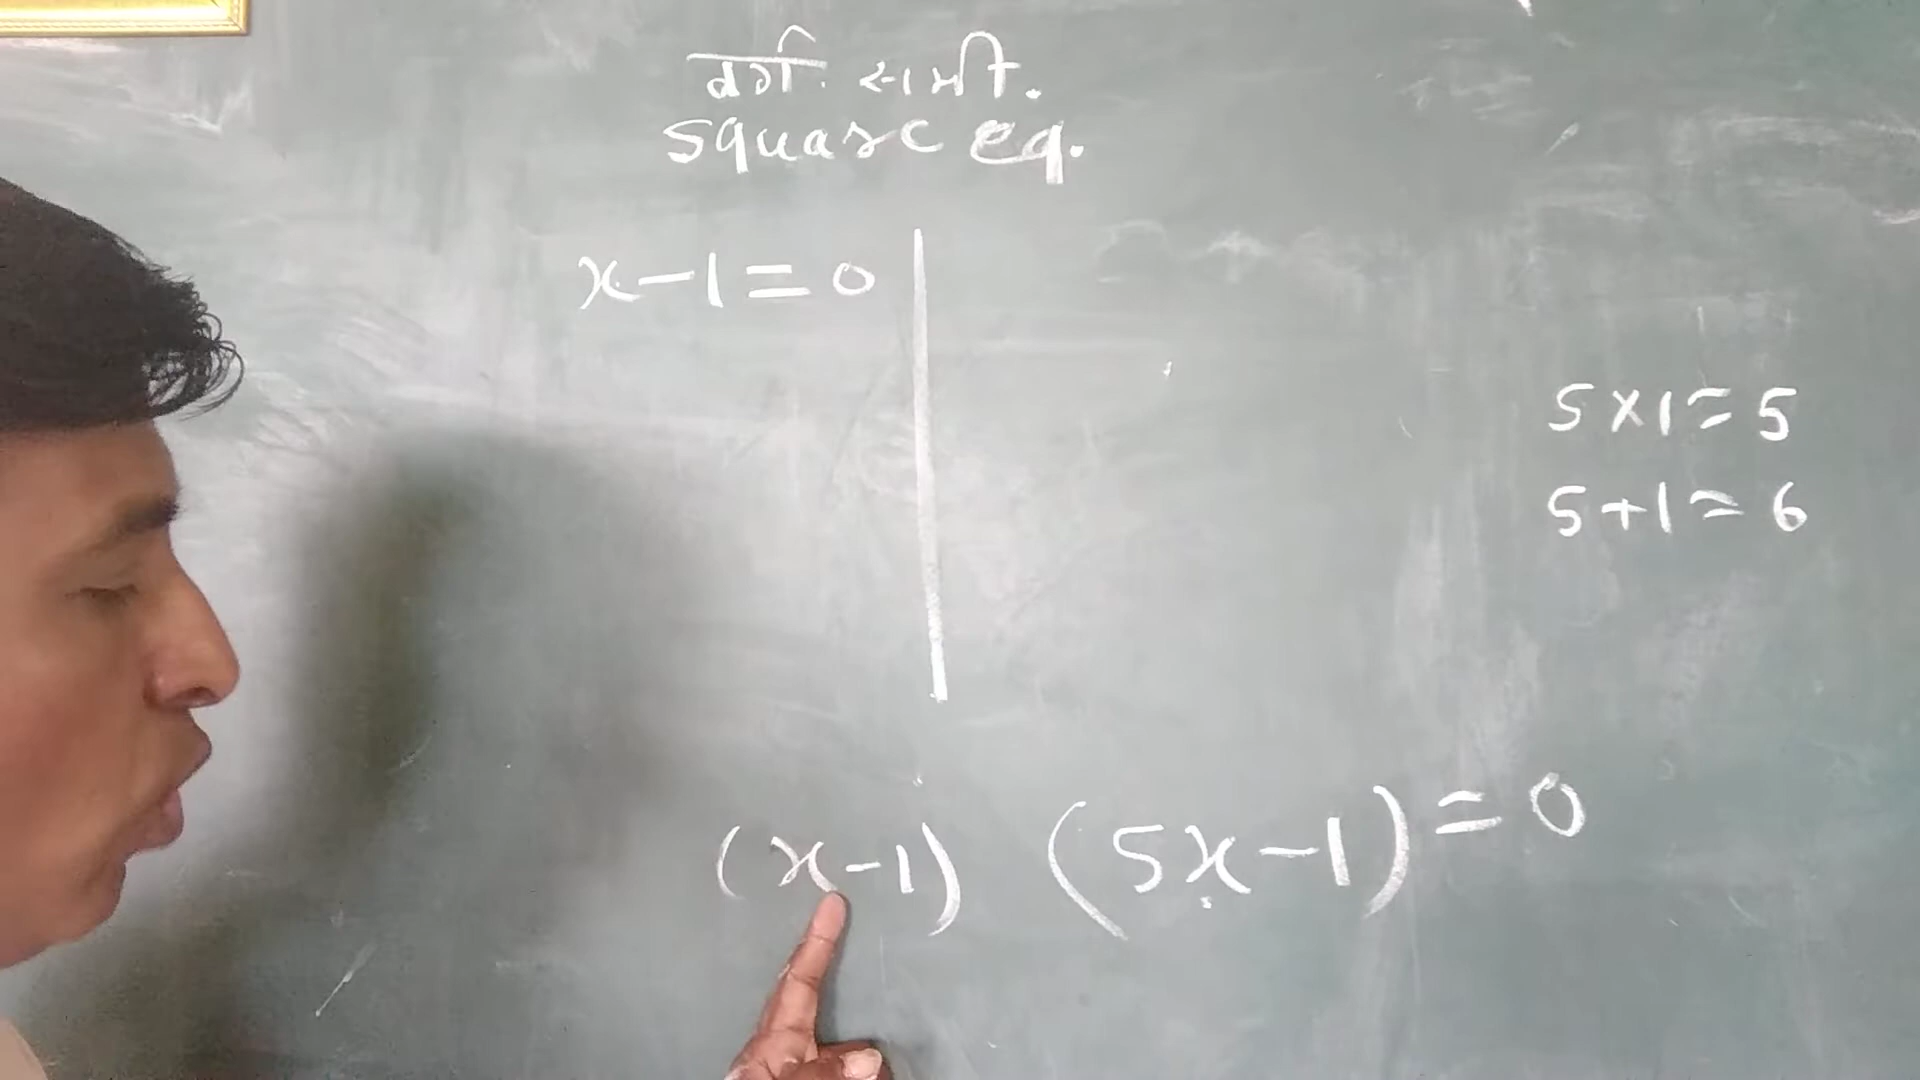 वर्ग. समी.
square eq.
x-1=0
5×1=5
5+1=6
(x-1) (5x-1)=0